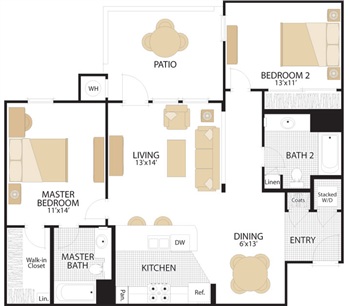 PATIO
BEDROOM 2
13'x11'
WH
LIVING
13'x14'
BATH 2
MASTER
BEDROOM
11'x14'
Linen
Coats
Stacked
W/D
Walk-in
Closet
MASTER
BATH
DW
DINING
6'x13'
ENTRY
KITCHEN
Lin.
Pan.
Ref.